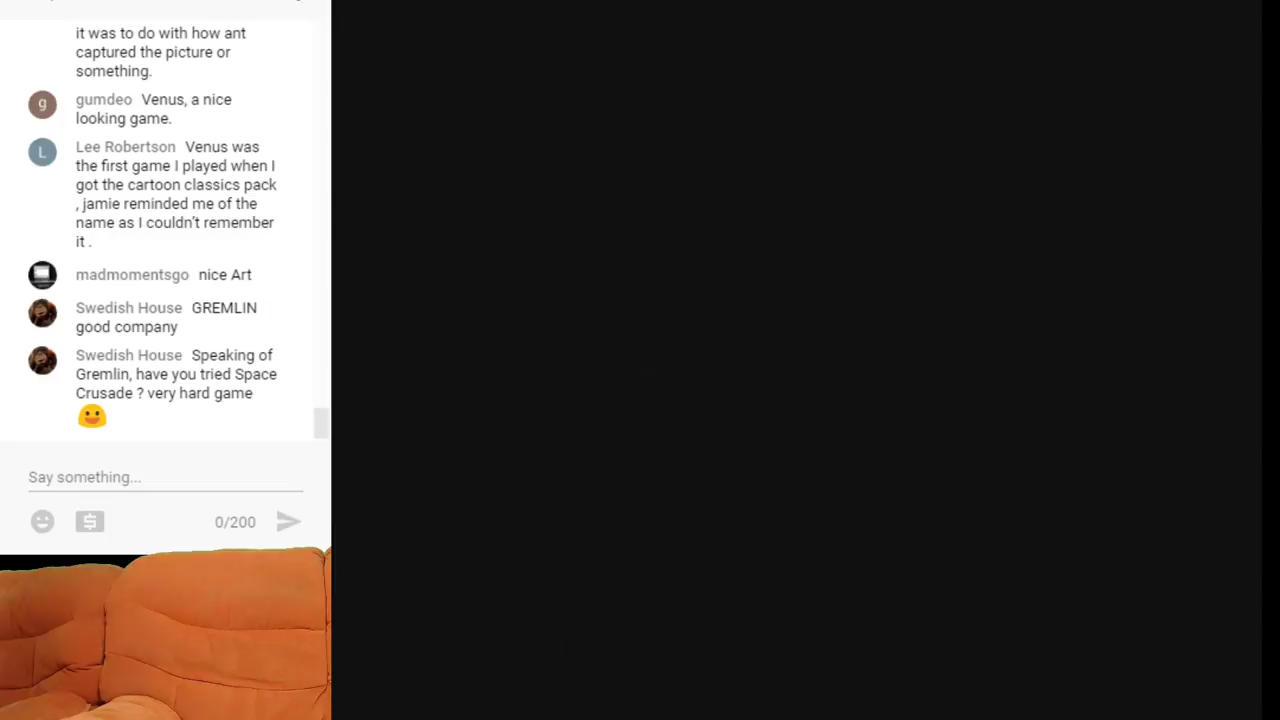 it was to do with how ant
captured the picture or
something.
g
gumdeo Venus, a nice
looking game.
L
Lee Robertson Venus was
the first game I played when I
got the cartoon classics pack
, jamie reminded me of the
name as I couldn't remember
it .
madmomentsgo nice Art
Swedish House GREMLIN
good company
Swedish House Speaking of
Gremlin, have you tried Space
Crusade ? very hard game
Say something...
$
0/200